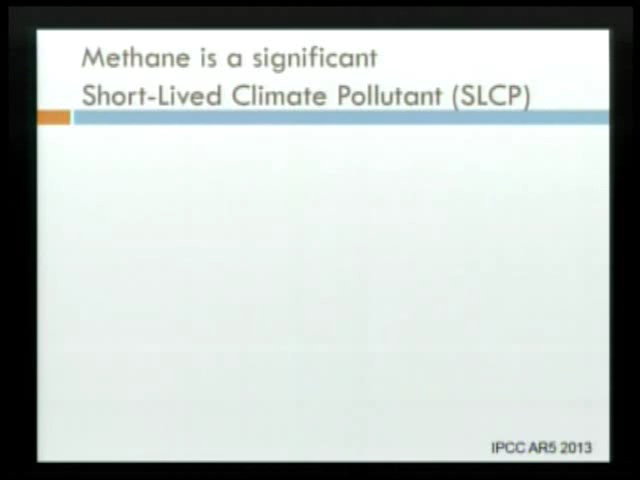 Methane is a significant
Short-Lived Climate Pollutant (SLCP)
IPCC AR5 2013